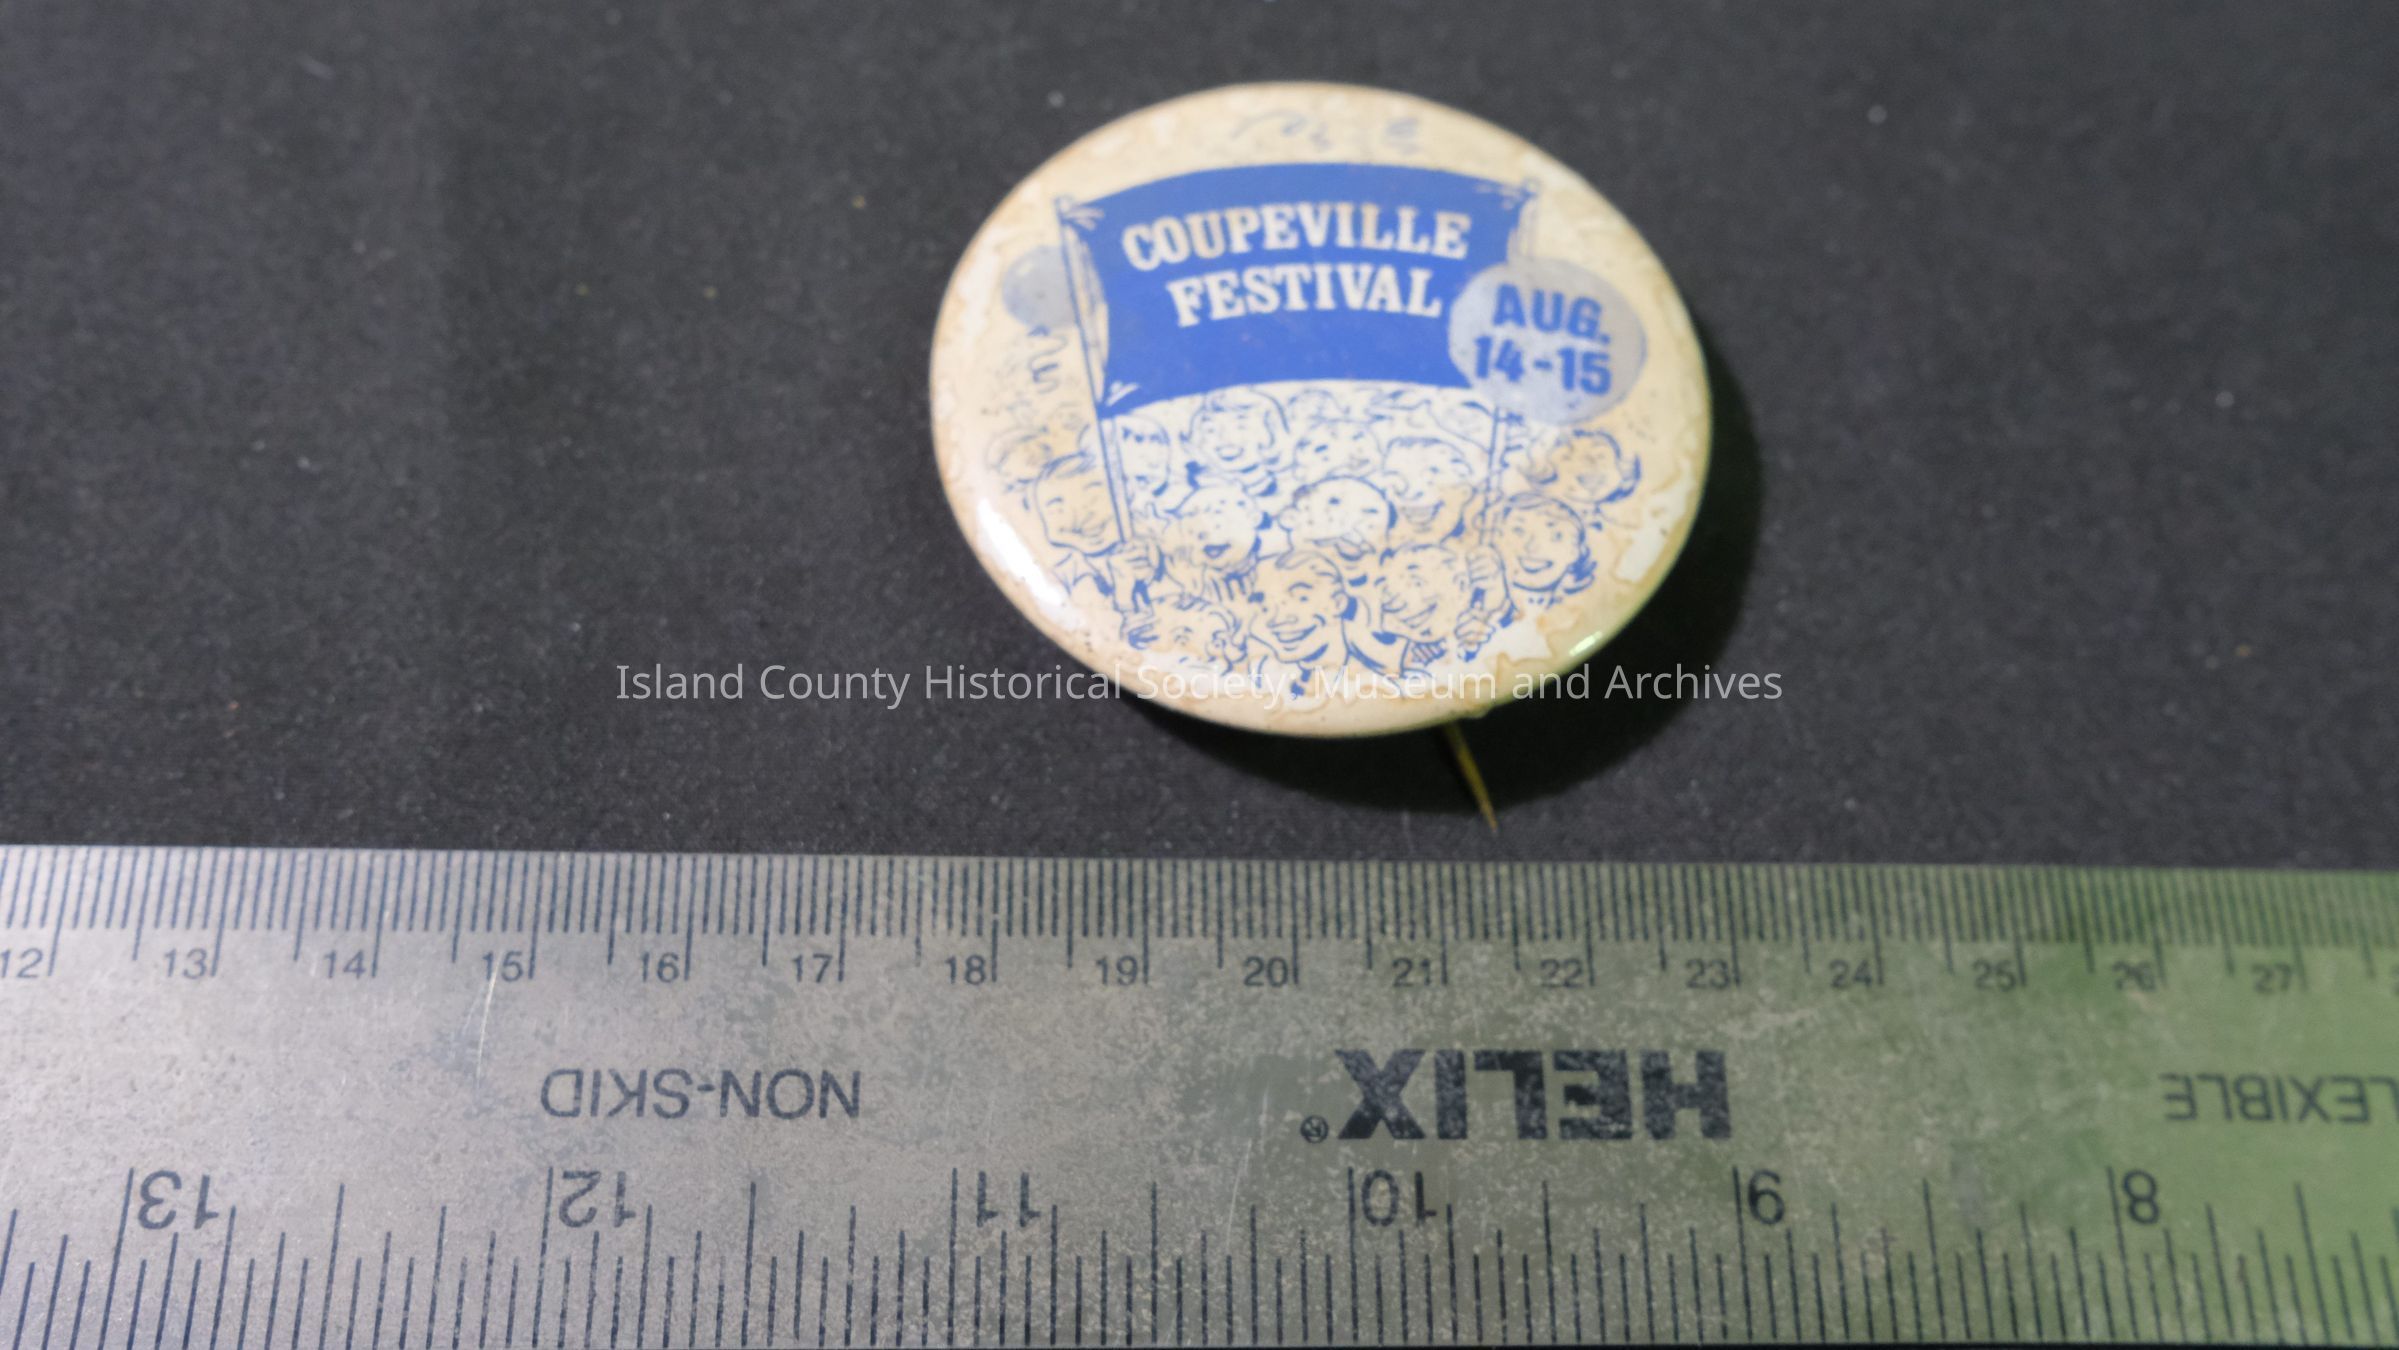 COUPEVILLE
FESTIVAL
AUG.
14-15
Island County Historical Society: Museum and Archives
12 13 14 15 16 17 18 19 20 21 22 23 24 25 26 27
NON-SKID HELIX® LEXIBLE
13 12 11 10 9 8